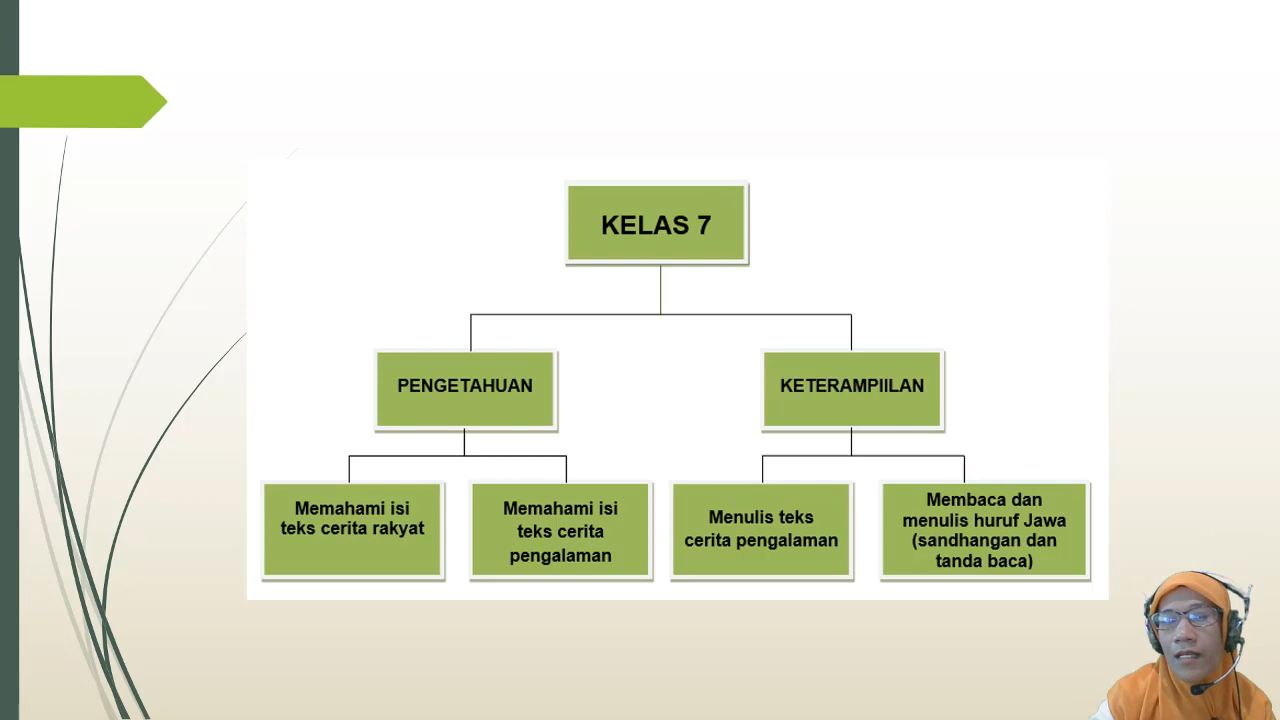 KELAS 7
PENGETAHUAN
KETERAMPIILAN
Memahami isi
teks cerita rakyat
Memahami isi
teks cerita
pengalaman
Menulis teks
cerita pengalaman
Membaca dan
menulis huruf Jawa
(sandhangan dan
tanda baca)